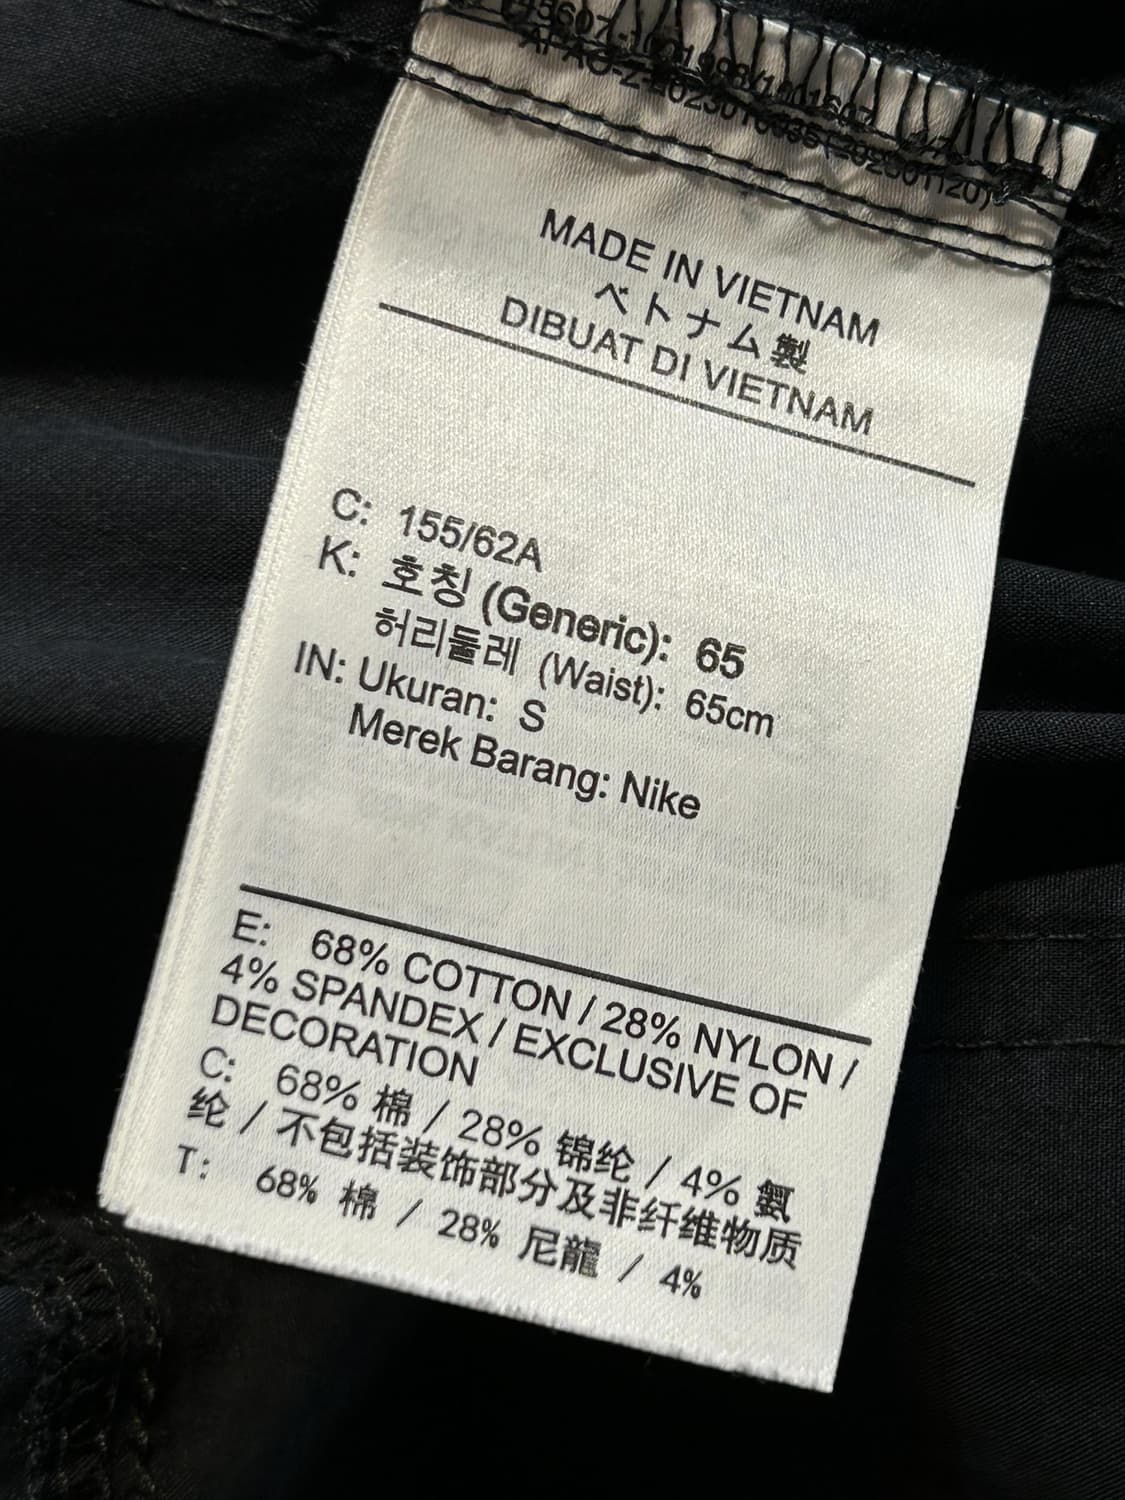 MADE IN VIETNAM
ベトナム製
DIBUAT DI VIETNAM
C: 155/62A
K: 호칭 (Generic): 65
허리둘레 (Waist): 65cm
IN: Ukuran: S
Merek Barang: Nike
E: 68% COTTON / 28% NYLON /
4% SPANDEX / EXCLUSIVE OF
DECORATION
C: 68% 棉 / 28% 锦纶 / 4% 氨
纶 / 不包括装饰部分及非纤维物质
T: 68% 棉 / 28% 尼龍 / 4%